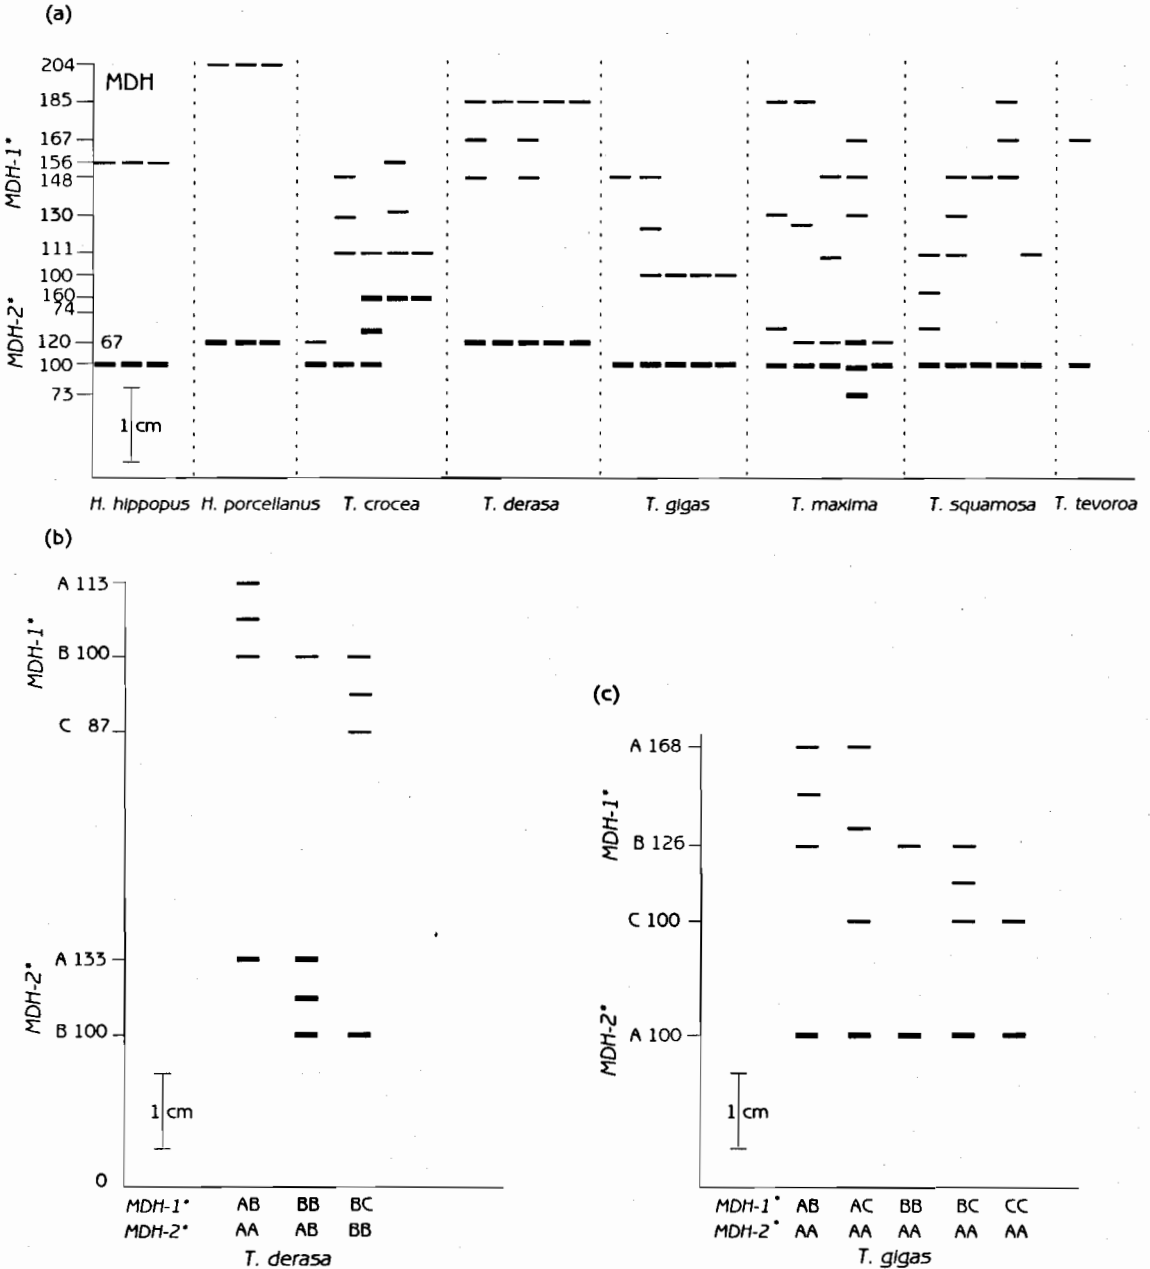 (a)
204
MDH
185
167
156
148
130
111
100
160
74
120
67
100
73
MDH-1*
MDH-2*
1 cm
H. hippopus H. porcellanus T. crocea T. derasa T. gigas T. maxima T. squamosa T. tevoroa
(b)
A 113
B 100
C 87
MDH-1*
A 133
B 100
MDH-2*
1 cm
0
MDH-1* AB BB BC
MDH-2* AA AB BB
T. derasa
(c)
A 168
B 126
C 100
MDH-1*
A 100
MDH-2*
1 cm
MDH-1* AB AC BB BC CC
MDH-2* AA AA AA AA AA
T. gigas